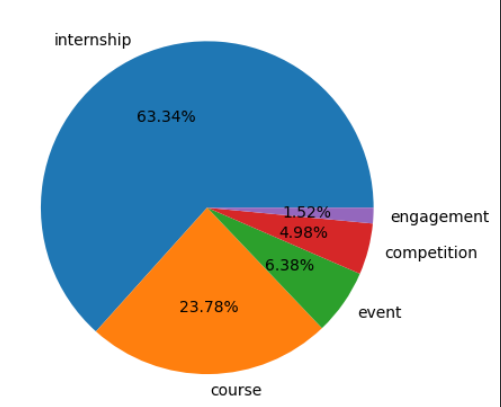 internship
63.34%
1.52%
engagement
4.98%
competition
6.38%
23.78%
event
course